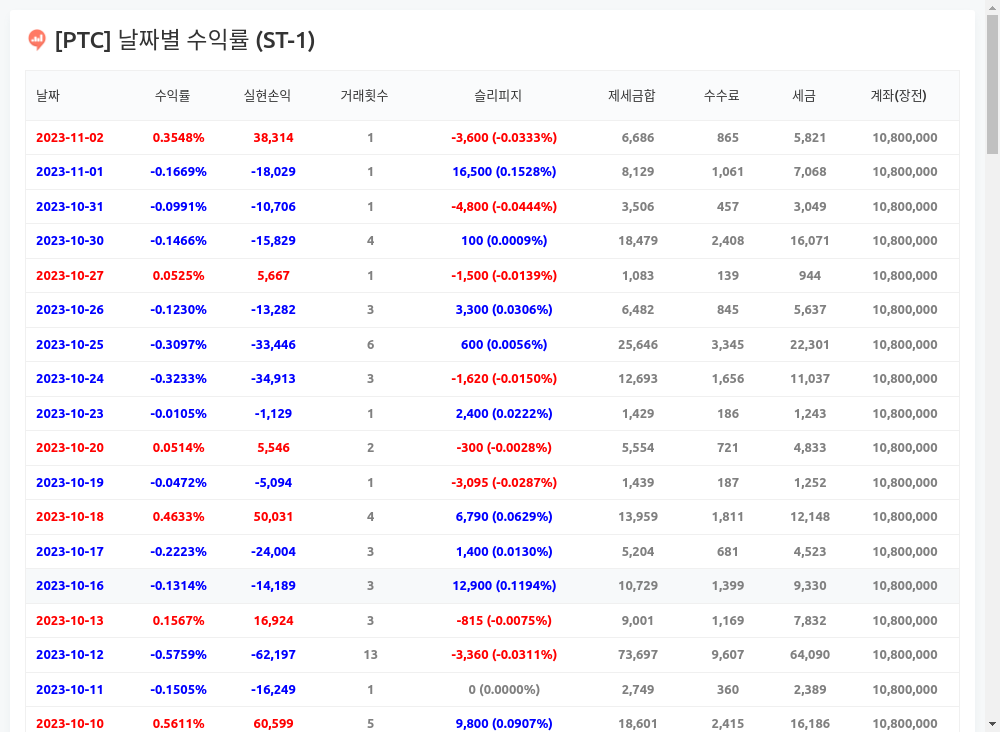 [PTC] 날짜별 수익률 (ST-1)
날짜 수익률 실현손익 거래횟수 슬리피지 제세금합 수수료 세금 계좌(장전)
2023-11-02 0.3548% 38,314 1 -3,600 (-0.0333%) 6,686 865 5,821 10,800,000
2023-11-01 -0.1669% -18,029 1 16,500 (0.1528%) 8,129 1,061 7,068 10,800,000
2023-10-31 -0.0991% -10,706 1 -4,800 (-0.0444%) 3,506 457 3,049 10,800,000
2023-10-30 -0.1466% -15,829 4 100 (0.0009%) 18,479 2,408 16,071 10,800,000
2023-10-27 0.0525% 5,667 1 -1,500 (-0.0139%) 1,083 139 944 10,800,000
2023-10-26 -0.1230% -13,282 3 3,300 (0.0306%) 6,482 845 5,637 10,800,000
2023-10-25 -0.3097% -33,446 6 600 (0.0056%) 25,646 3,345 22,301 10,800,000
2023-10-24 -0.3233% -34,913 3 -1,620 (-0.0150%) 12,693 1,656 11,037 10,800,000
2023-10-23 -0.0105% -1,129 1 2,400 (0.0222%) 1,429 186 1,243 10,800,000
2023-10-20 0.0514% 5,546 2 -300 (-0.0028%) 5,554 721 4,833 10,800,000
2023-10-19 -0.0472% -5,094 1 -3,095 (-0.0287%) 1,439 187 1,252 10,800,000
2023-10-18 0.4633% 50,031 4 6,790 (0.0629%) 13,959 1,811 12,148 10,800,000
2023-10-17 -0.2223% -24,004 3 1,400 (0.0130%) 5,204 681 4,523 10,800,000
2023-10-16 -0.1314% -14,189 3 12,900 (0.1194%) 10,729 1,399 9,330 10,800,000
2023-10-13 0.1567% 16,924 3 -815 (-0.0075%) 9,001 1,169 7,832 10,800,000
2023-10-12 -0.5759% -62,197 13 -3,360 (-0.0311%) 73,697 9,607 64,090 10,800,000
2023-10-11 -0.1505% -16,249 1 0 (0.0000%) 2,749 360 2,389 10,800,000
2023-10-10 0.5611% 60,599 5 9,800 (0.0907%) 18,601 2,415 16,186 10,800,000